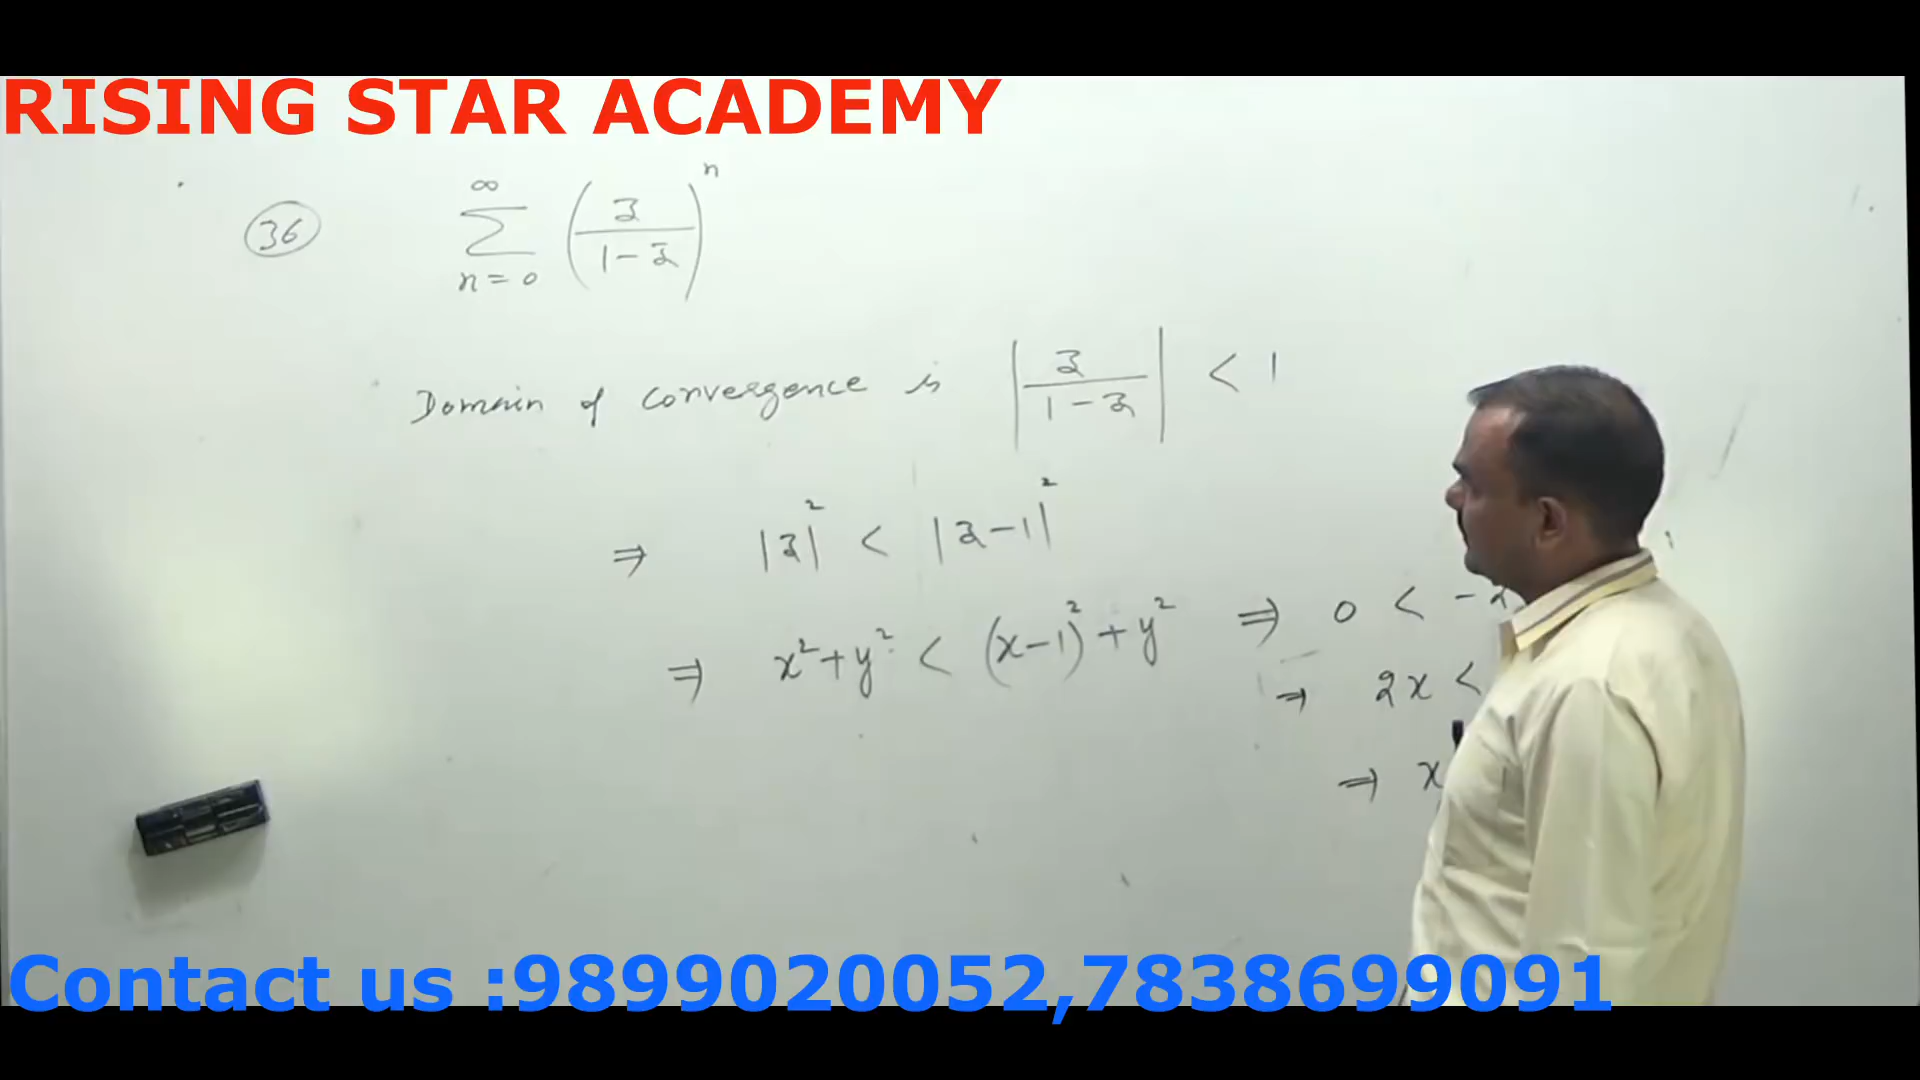 RISING STAR ACADEMY
36 ∞ Σ n=0 (z/(1-z))^n
Domain of convergence is |z/(1-z)| < 1
⇒ |z|² < |z-1|²
⇒ x²+y² < (x-1)²+y² ⇒ 0 < -2
⇒ 2x <
⇒ x
Contact us :9899020052,7838699091